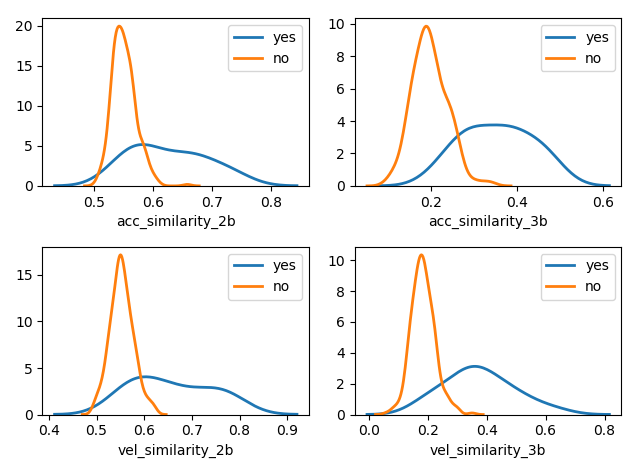 20
15
10
5
0
0.5 0.6 0.7 0.8
acc_similarity_2b
yes
no
10
8
6
4
2
0
0.2 0.4 0.6
acc_similarity_3b
yes
no
15
10
5
0
0.4 0.5 0.6 0.7 0.8 0.9
vel_similarity_2b
yes
no
10
8
6
4
2
0
0.0 0.2 0.4 0.6 0.8
vel_similarity_3b
yes
no